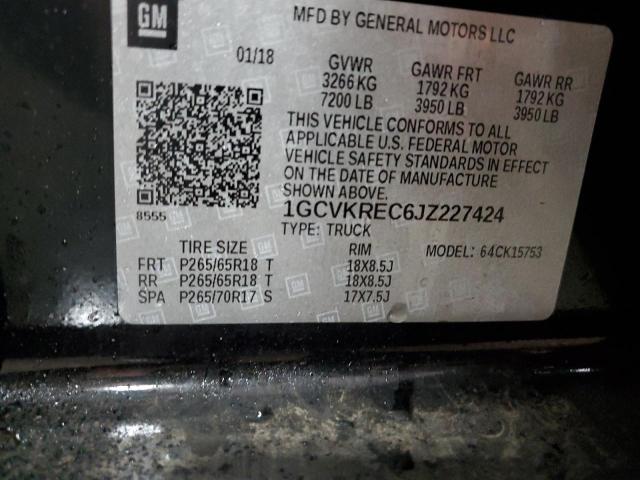 GM
MFD BY GENERAL MOTORS LLC
01/18 GVWR GAWR FRT GAWR RR
3266 KG 1792 KG 1792 KG
7200 LB 3950 LB 3950 LB
THIS VEHICLE CONFORMS TO ALL
APPLICABLE U.S. FEDERAL MOTOR
VEHICLE SAFETY STANDARDS IN EFFECT
ON THE DATE OF MANUFACTURE
SHOWN ABOVE.
8555 1GCVKREC6JZ227424
TYPE: TRUCK
TIRE SIZE RIM MODEL: 64CK15753
FRT P265/65R18 T 18X8.5J
RR P265/65R18 T 18X8.5J
SPA P265/70R17 S 17X7.5J